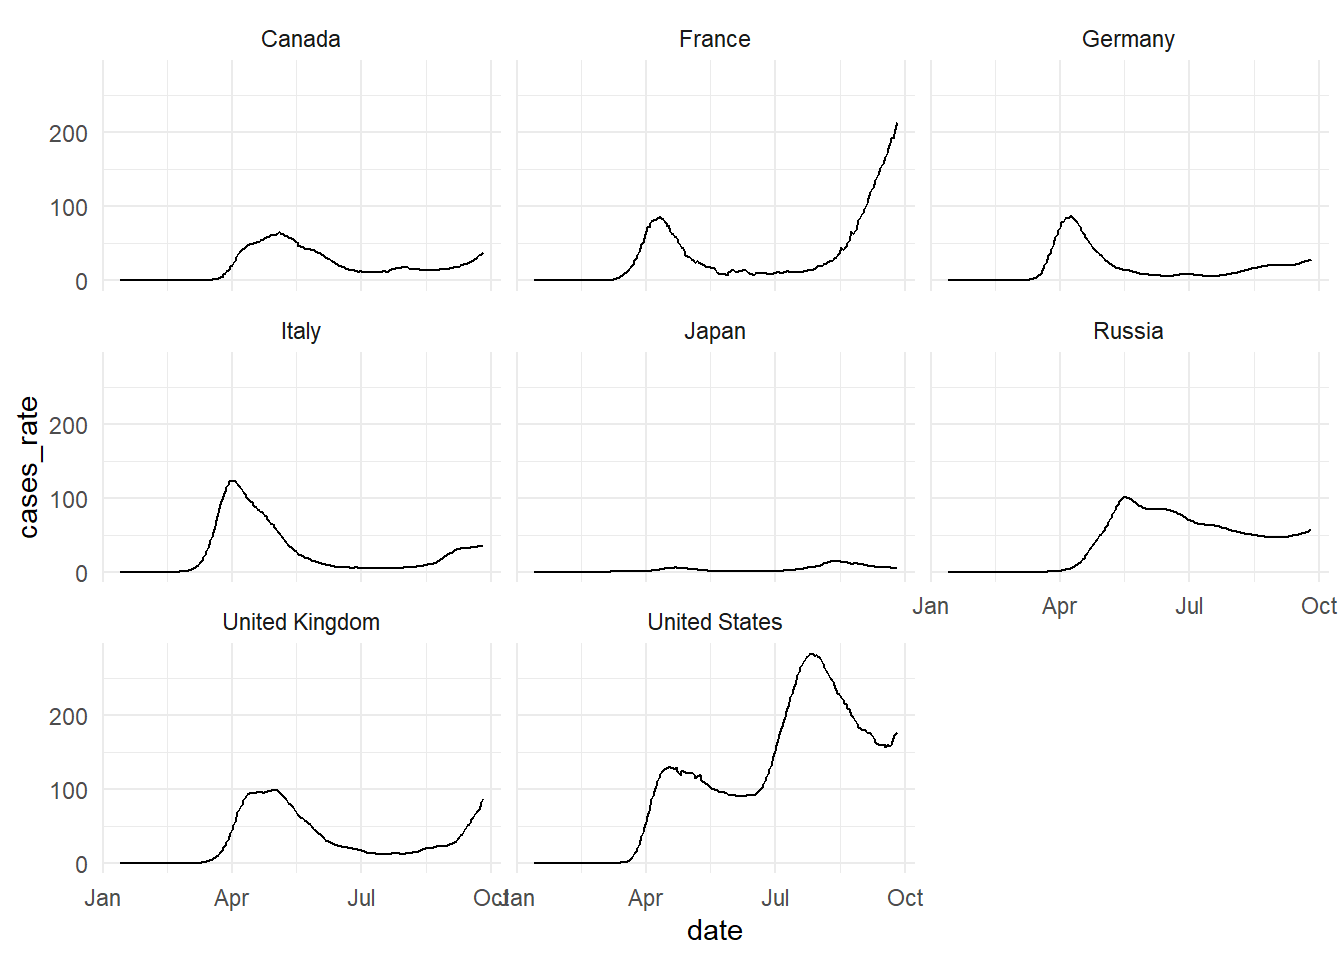 Canada France Germany
200
100
0
Italy Japan Russia
200
100
0
cases_rate
Jan Apr Jul Oct
United Kingdom United States
200
100
0
Jan Apr Jul Oct Jan Apr Jul Oct
date